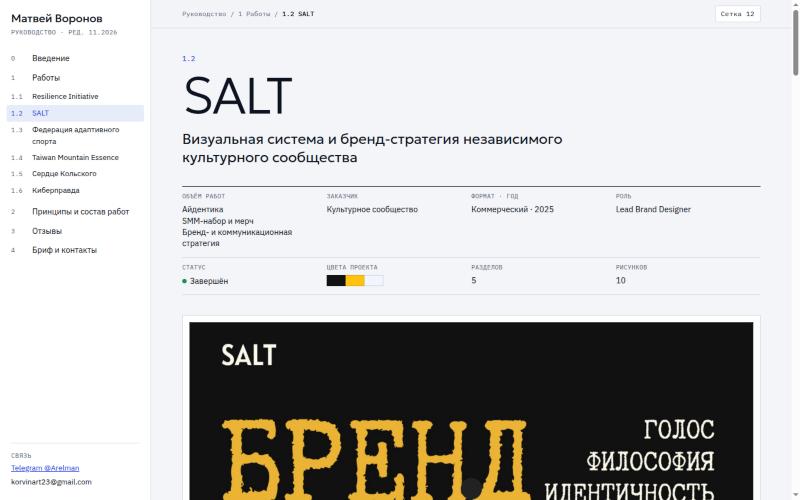 Матвей Воронов
РУКОВОДСТВО · РЕД. 11.2026
0 Введение
1 Работы
1.1 Resilience Initiative
1.2 SALT
1.3 Федерация адаптивного
спорта
1.4 Taiwan Mountain Essence
1.5 Сердце Кольского
1.6 Киберправда
2 Принципы и состав работ
3 Отзывы
4 Бриф и контакты
СВЯЗЬ
Telegram @Arelman
korvinart23@gmail.com
Руководство / 1 Работы / 1.2 SALT
Сетка 12
1.2
SALT
Визуальная система и бренд-стратегия независимого
культурного сообщества
ОБЪЁМ РАБОТ
Айдентика
SMM-набор и мерч
Бренд- и коммуникационная
стратегия
ЗАКАЗЧИК
Культурное сообщество
ФОРМАТ · ГОД
Коммерческий · 2025
РОЛЬ
Lead Brand Designer
СТАТУС
Завершён
ЦВЕТА ПРОЕКТА
РАЗДЕЛОВ
5
РИСУНКОВ
10
SALT
БРЕНД
ГОЛОС
ФИЛОСОФИЯ
ИДЕНТИЧНОСТЬ